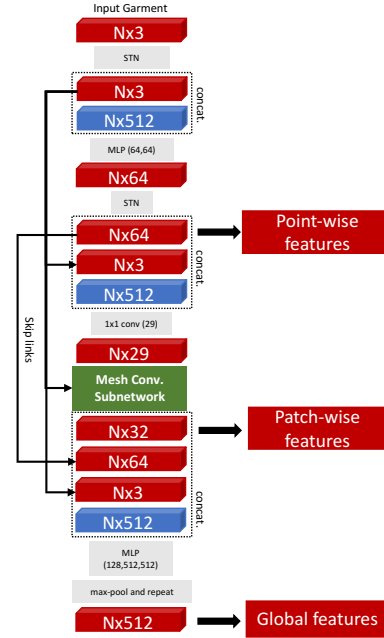 Input Garment
Nx3
STN
Nx3
Nx512
concat.
MLP (64,64)
Nx64
STN
Nx64
Nx3
Nx512
concat.
Point-wise
features
Skip links
1x1 conv (29)
Nx29
Mesh Conv.
Subnetwork
Nx32
Nx64
Nx3
Nx512
concat.
Patch-wise
features
MLP
(128,512,512)
max-pool and repeat
Nx512
Global features